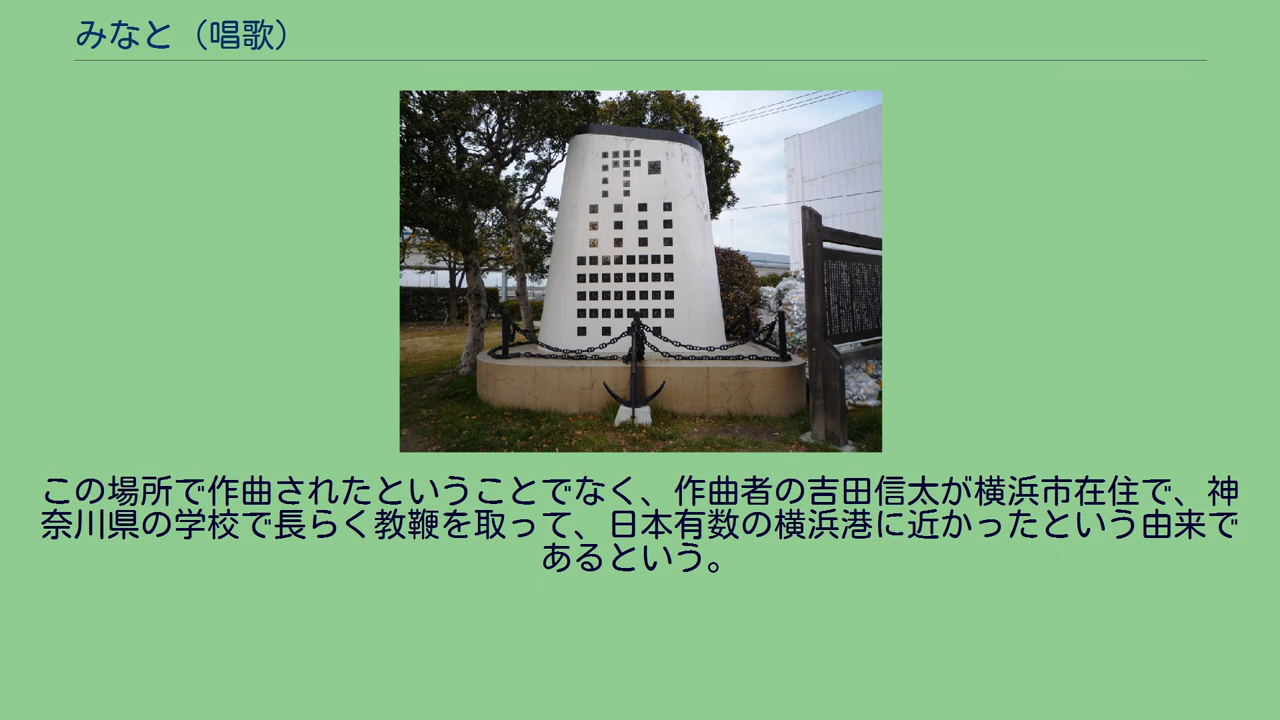 みなと（唱歌）
この場所で作曲されたということでなく、作曲者の吉田信太が横浜市在住で、神
奈川県の学校で長らく教鞭を取って、日本有数の横浜港に近かったという由来で
あるという。